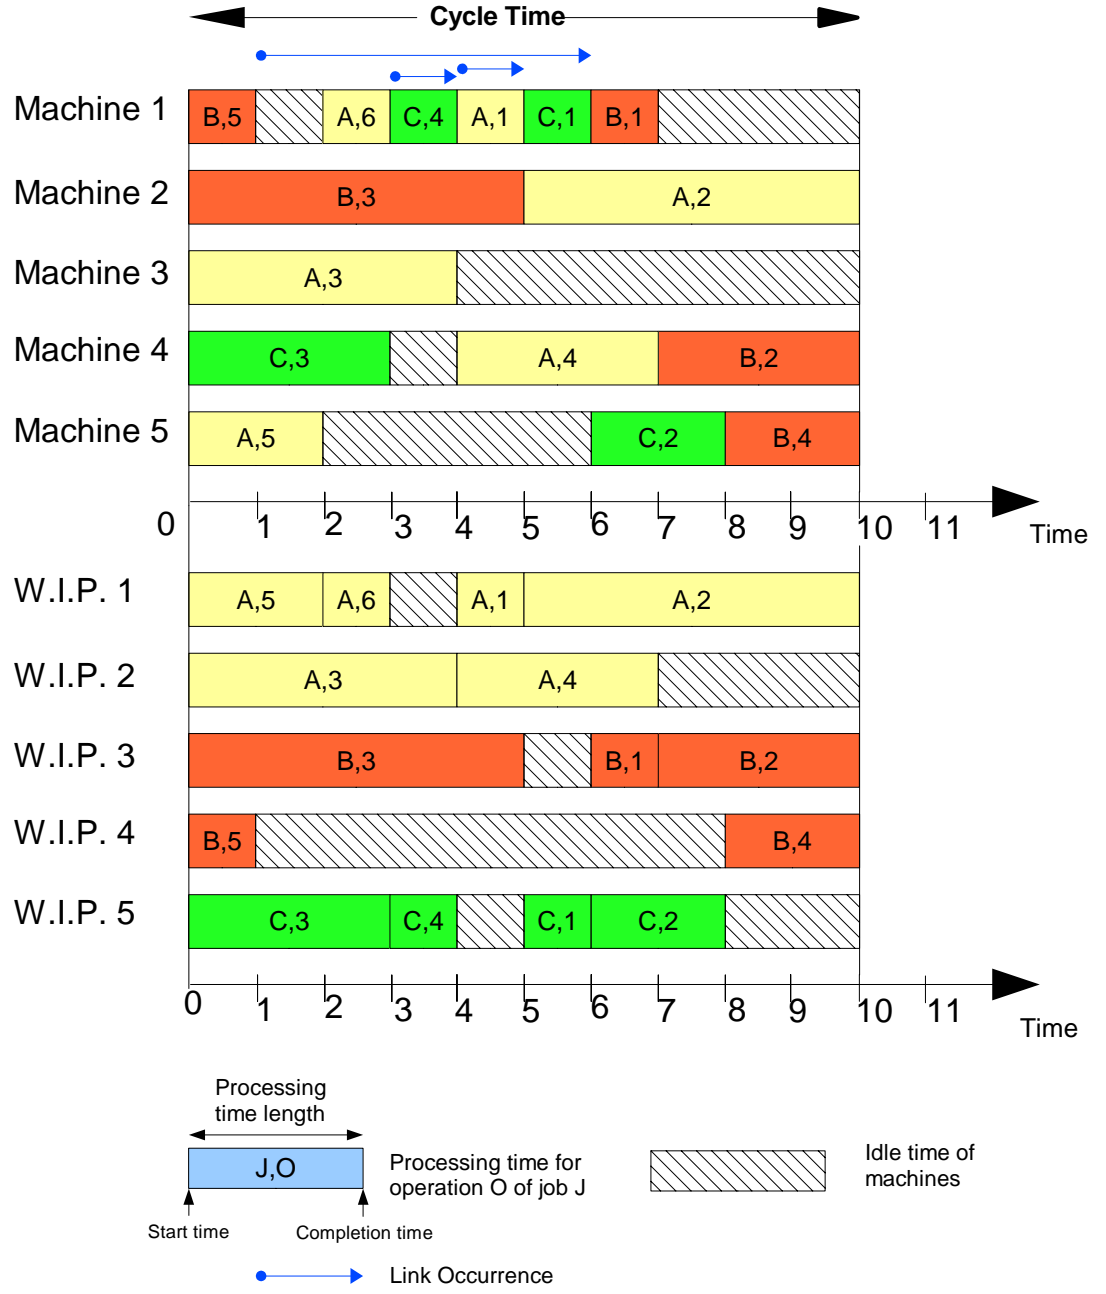 Cycle Time
Machine 1
B,5 A,6 C,4 A,1 C,1 B,1
Machine 2
B,3 A,2
Machine 3
A,3
Machine 4
C,3 A,4 B,2
Machine 5
A,5 C,2 B,4
0 1 2 3 4 5 6 7 8 9 10 11
Time
W.I.P. 1
A,5 A,6 A,1 A,2
W.I.P. 2
A,3 A,4
W.I.P. 3
B,3 B,1 B,2
W.I.P. 4
B,5 B,4
W.I.P. 5
C,3 C,4 C,1 C,2
0 1 2 3 4 5 6 7 8 9 10 11
Time
Processing
time length
J,O
Start time
Completion time
Processing time for
operation O of job J
Idle time of
machines
Link Occurrence